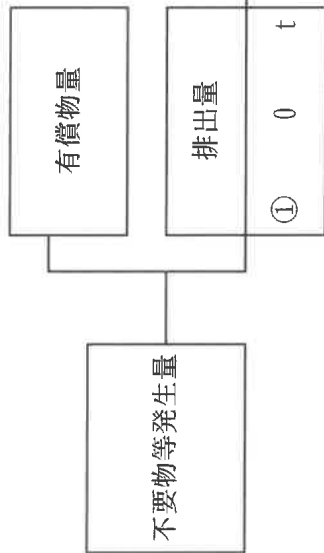 不要物等発生量
有償物量
排出量
① 0 t